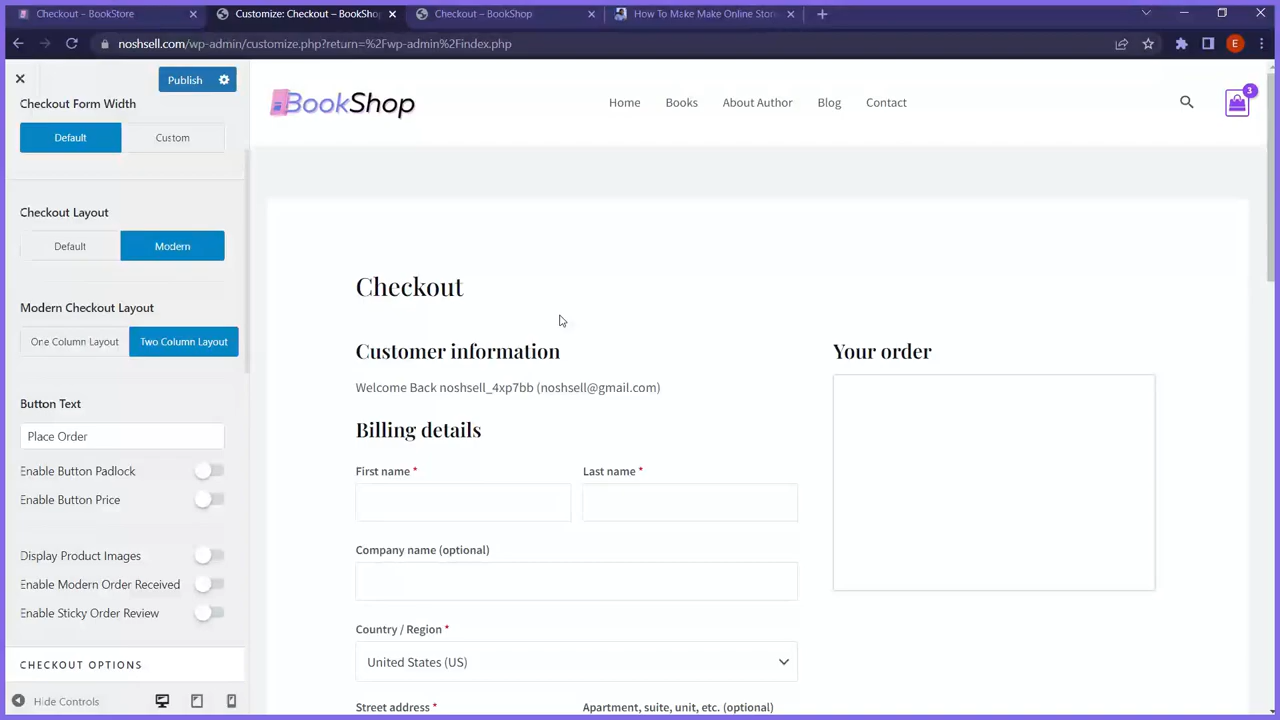 Checkout – BookStore
Customize: Checkout – BookSho
Checkout – BookShop
How To Make Make Online Stor
noshsell.com/wp-admin/customize.php?return=%2Fwp-admin%2Findex.php
E
Publish
Checkout Form Width
Default
Custom
Checkout Layout
Default
Modern
Modern Checkout Layout
One Column Layout
Two Column Layout
Button Text
Place Order
Enable Button Padlock
Enable Button Price
Display Product Images
Enable Modern Order Received
Enable Sticky Order Review
CHECKOUT OPTIONS
Hide Controls
BookShop
Home
Books
About Author
Blog
Contact
3
Checkout
Customer information
Your order
Welcome Back noshsell_4xp7bb (noshsell@gmail.com)
Billing details
First name *
Last name *
Company name (optional)
Country / Region *
United States (US)
Street address *
Apartment, suite, unit, etc. (optional)